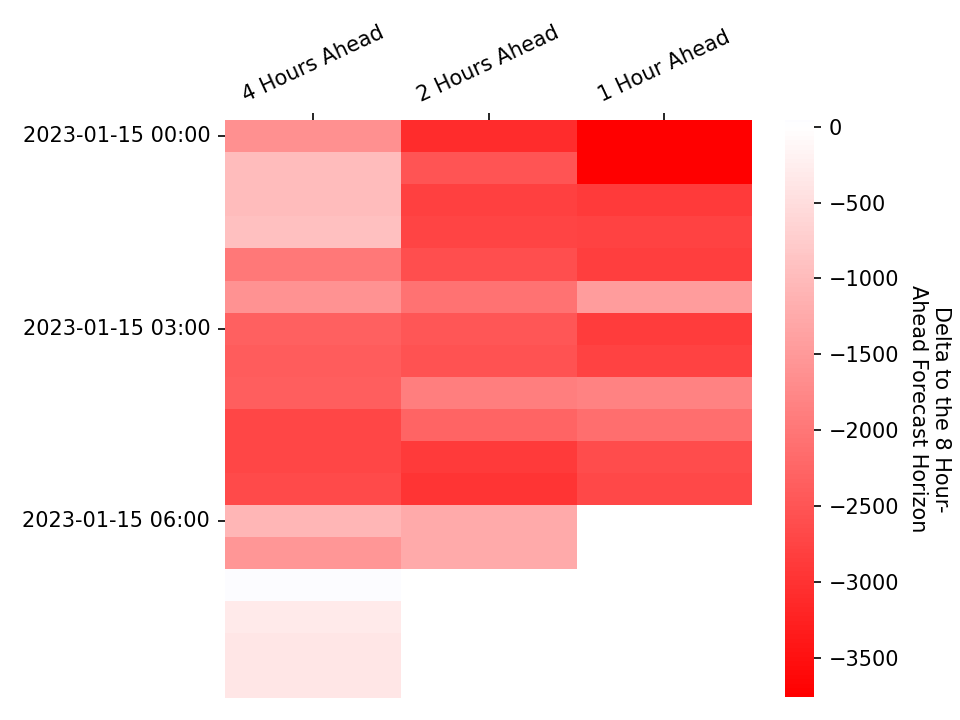 4 Hours Ahead
2 Hours Ahead
1 Hour Ahead
2023-01-15 00:00
2023-01-15 03:00
2023-01-15 06:00
0
−500
−1000
−1500
−2000
−2500
−3000
−3500
Delta to the 8 Hour-
Ahead Forecast Horizon